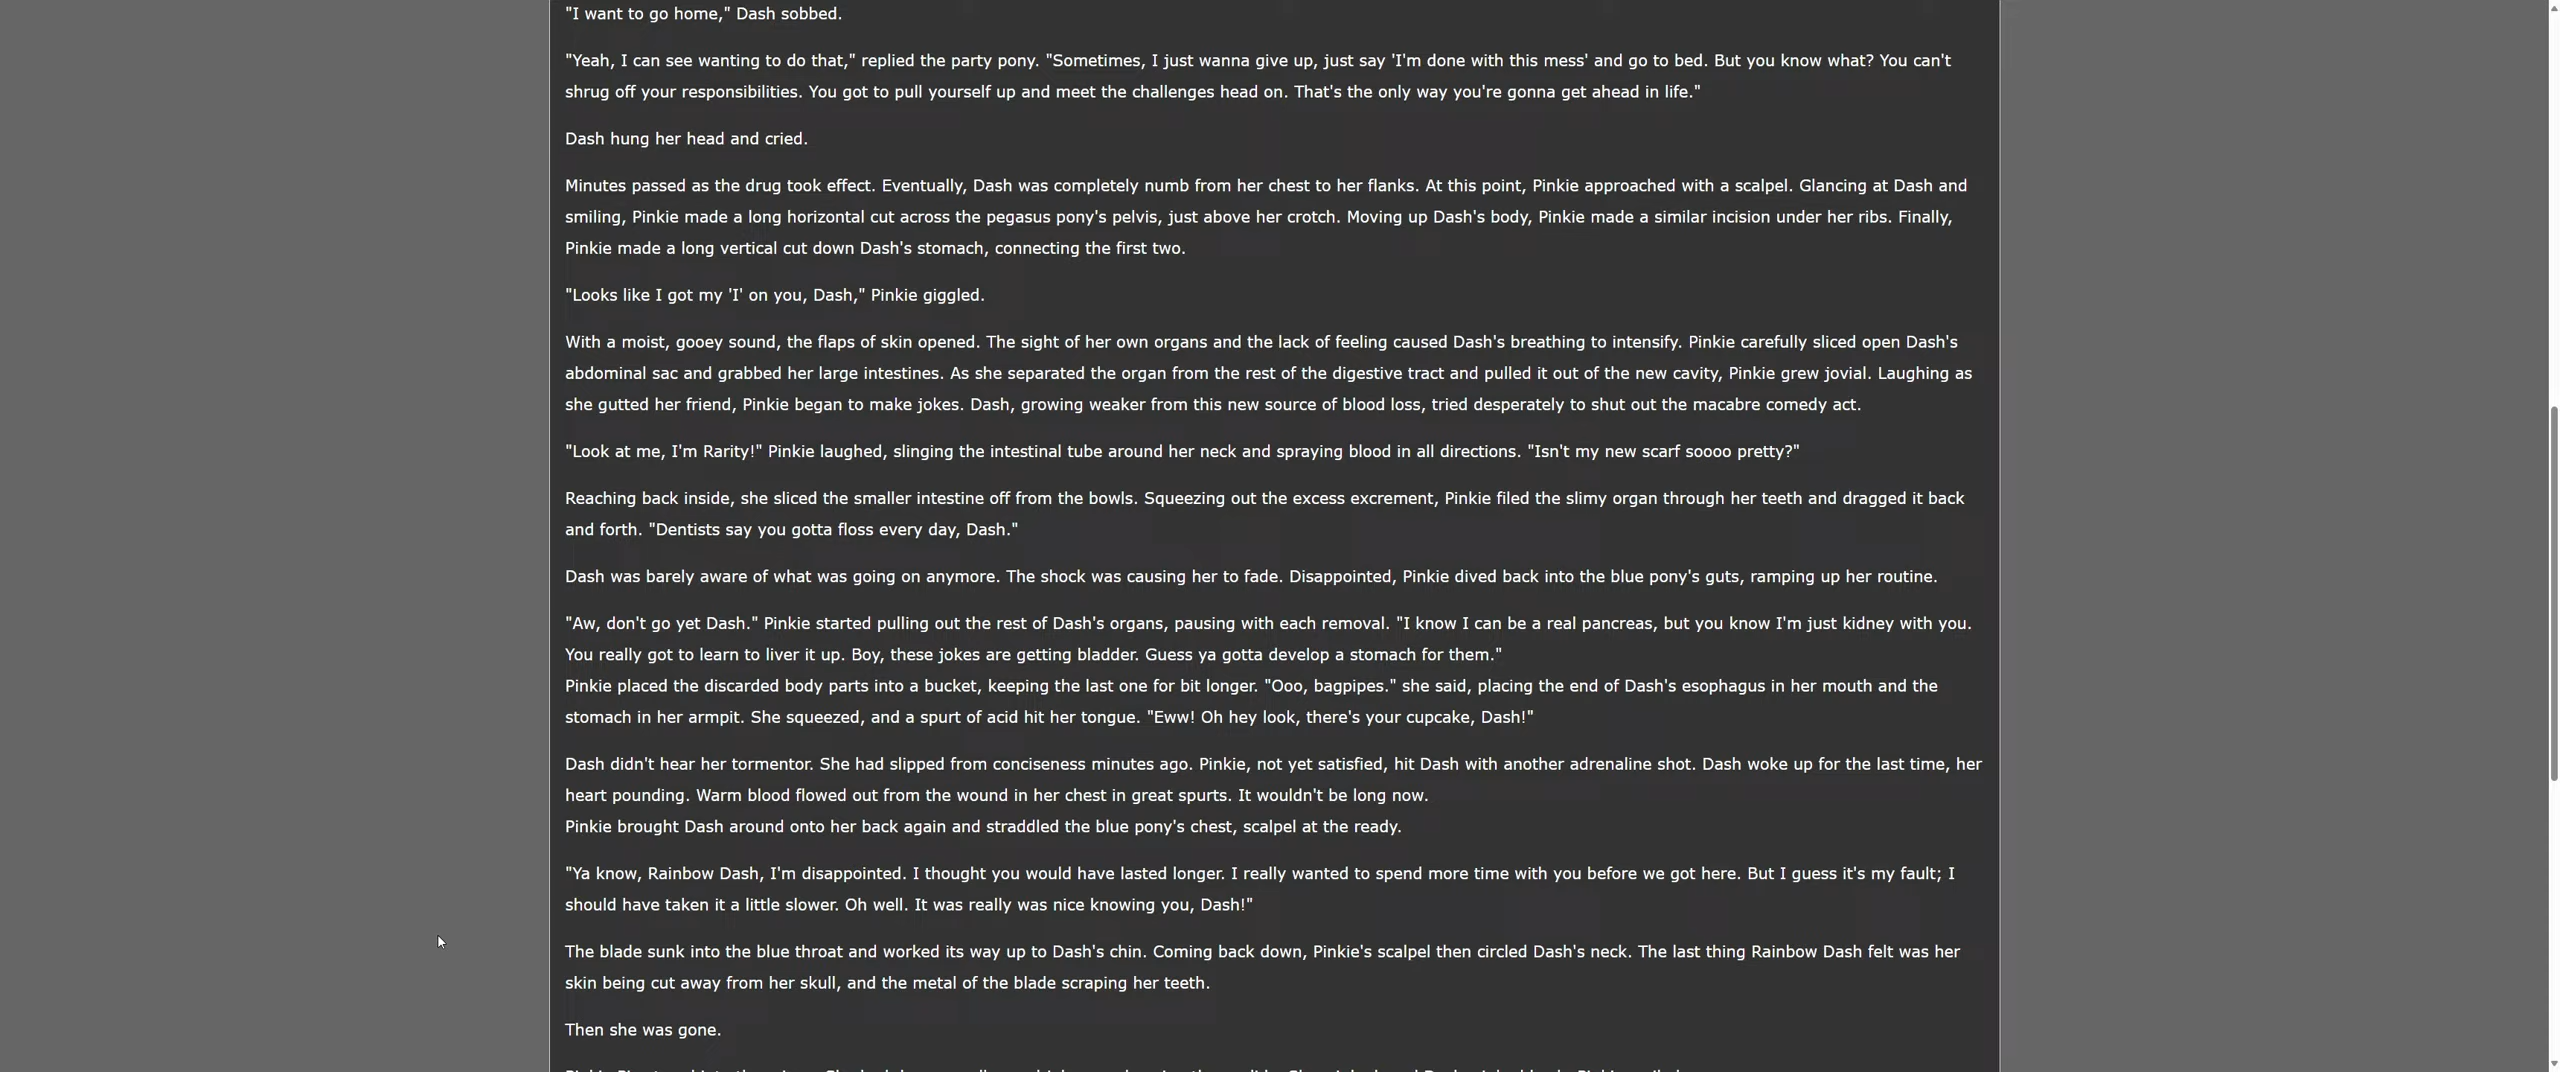 "I want to go home," Dash sobbed.
"Yeah, I can see wanting to do that," replied the party pony. "Sometimes, I just wanna give up, just say 'I'm done with this mess' and go to bed. But you know what? You can't
shrug off your responsibilities. You got to pull yourself up and meet the challenges head on. That's the only way you're gonna get ahead in life."
Dash hung her head and cried.
Minutes passed as the drug took effect. Eventually, Dash was completely numb from her chest to her flanks. At this point, Pinkie approached with a scalpel. Glancing at Dash and
smiling, Pinkie made a long horizontal cut across the pegasus pony's pelvis, just above her crotch. Moving up Dash's body, Pinkie made a similar incision under her ribs. Finally,
Pinkie made a long vertical cut down Dash's stomach, connecting the first two.
"Looks like I got my 'I' on you, Dash," Pinkie giggled.
With a moist, gooey sound, the flaps of skin opened. The sight of her own organs and the lack of feeling caused Dash's breathing to intensify. Pinkie carefully sliced open Dash's
abdominal sac and grabbed her large intestines. As she separated the organ from the rest of the digestive tract and pulled it out of the new cavity, Pinkie grew jovial. Laughing as
she gutted her friend, Pinkie began to make jokes. Dash, growing weaker from this new source of blood loss, tried desperately to shut out the macabre comedy act.
"Look at me, I'm Rarity!" Pinkie laughed, slinging the intestinal tube around her neck and spraying blood in all directions. "Isn't my new scarf soooo pretty?"
Reaching back inside, she sliced the smaller intestine off from the bowls. Squeezing out the excess excrement, Pinkie filed the slimy organ through her teeth and dragged it back
and forth. "Dentists say you gotta floss every day, Dash."
Dash was barely aware of what was going on anymore. The shock was causing her to fade. Disappointed, Pinkie dived back into the blue pony's guts, ramping up her routine.
"Aw, don't go yet Dash." Pinkie started pulling out the rest of Dash's organs, pausing with each removal. "I know I can be a real pancreas, but you know I'm just kidney with you.
You really got to learn to liver it up. Boy, these jokes are getting bladder. Guess ya gotta develop a stomach for them."
Pinkie placed the discarded body parts into a bucket, keeping the last one for bit longer. "Ooo, bagpipes." she said, placing the end of Dash's esophagus in her mouth and the
stomach in her armpit. She squeezed, and a spurt of acid hit her tongue. "Eww! Oh hey look, there's your cupcake, Dash!"
Dash didn't hear her tormentor. She had slipped from conciseness minutes ago. Pinkie, not yet satisfied, hit Dash with another adrenaline shot. Dash woke up for the last time, her
heart pounding. Warm blood flowed out from the wound in her chest in great spurts. It wouldn't be long now.
Pinkie brought Dash around onto her back again and straddled the blue pony's chest, scalpel at the ready.
"Ya know, Rainbow Dash, I'm disappointed. I thought you would have lasted longer. I really wanted to spend more time with you before we got here. But I guess it's my fault; I
should have taken it a little slower. Oh well. It was really was nice knowing you, Dash!"
The blade sunk into the blue throat and worked its way up to Dash's chin. Coming back down, Pinkie's scalpel then circled Dash's neck. The last thing Rainbow Dash felt was her
skin being cut away from her skull, and the metal of the blade scraping her teeth.
Then she was gone.